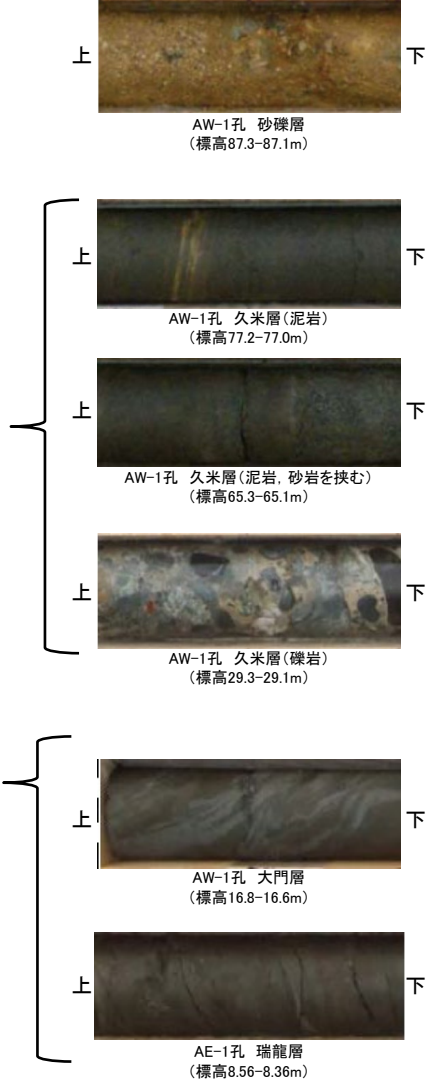 上 下
AW-1孔 砂礫層
（標高87.3-87.1m）
上 下
AW-1孔 久米層（泥岩）
（標高77.2-77.0m）
上 下
AW-1孔 久米層（泥岩，砂岩を挟む）
（標高65.3-65.1m）
上 下
AW-1孔 久米層（礫岩）
（標高29.3-29.1m）
上 下
AW-1孔 大門層
（標高16.8-16.6m）
上 下
AE-1孔 瑞龍層
（標高8.56-8.36m）